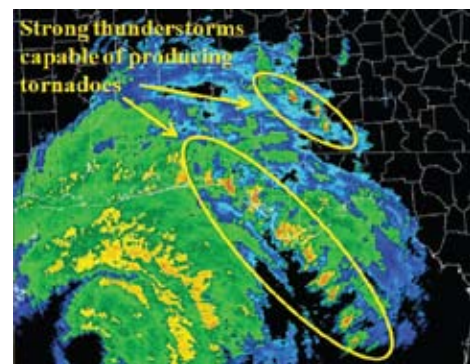 Strong thunderstorms
capable of producing
tornadoes